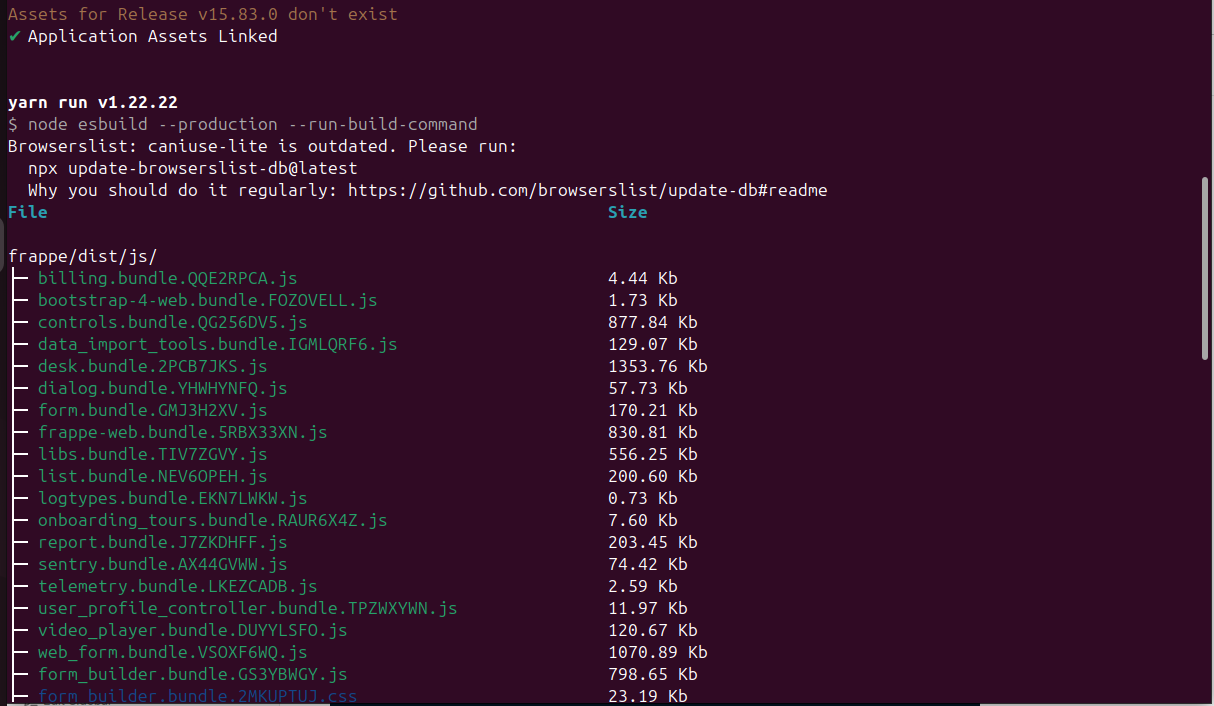 Assets for Release v15.83.0 don't exist
✔ Application Assets Linked
yarn run v1.22.22
$ node esbuild --production --run-build-command
Browserslist: caniuse-lite is outdated. Please run:
npx update-browserslist-db@latest
Why you should do it regularly: https://github.com/browserslist/update-db#readme
File Size
frappe/dist/js/
├─ billing.bundle.QQE2RPCA.js 4.44 Kb
├─ bootstrap-4-web.bundle.FOZOVELL.js 1.73 Kb
├─ controls.bundle.QG256DV5.js 877.84 Kb
├─ data_import_tools.bundle.IGMLQRF6.js 129.07 Kb
├─ desk.bundle.2PCB7JKS.js 1353.76 Kb
├─ dialog.bundle.YHWHYNFQ.js 57.73 Kb
├─ form.bundle.GMJ3H2XV.js 170.21 Kb
├─ frappe-web.bundle.5RBX33XN.js 830.81 Kb
├─ libs.bundle.TIV7ZGVY.js 556.25 Kb
├─ list.bundle.NEV6OPEH.js 200.60 Kb
├─ logtypes.bundle.EKN7LWKW.js 0.73 Kb
├─ onboarding_tours.bundle.RAUR6X4Z.js 7.60 Kb
├─ report.bundle.J7ZKDHFF.js 203.45 Kb
├─ sentry.bundle.AX44GVWW.js 74.42 Kb
├─ telemetry.bundle.LKEZCADB.js 2.59 Kb
├─ user_profile_controller.bundle.TPZWXYWN.js 11.97 Kb
├─ video_player.bundle.DUYYLSFO.js 120.67 Kb
├─ web_form.bundle.VSOXF6WQ.js 1070.89 Kb
├─ form_builder.bundle.GS3YBWGY.js 798.65 Kb
├─ form_builder.bundle.2MKUPTUJ.css 23.19 Kb